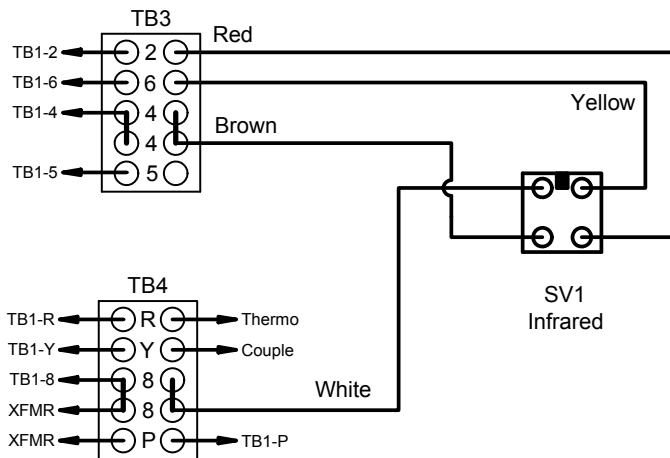 TB3
TB1-2 2 Red
TB1-6 6 Yellow
TB1-4 4
4 Brown
TB1-5 5
SV1
Infrared
TB4
TB1-R R Thermo
TB1-Y Y Couple
TB1-8 8
XFMR 8 White
XFMR P TB1-P